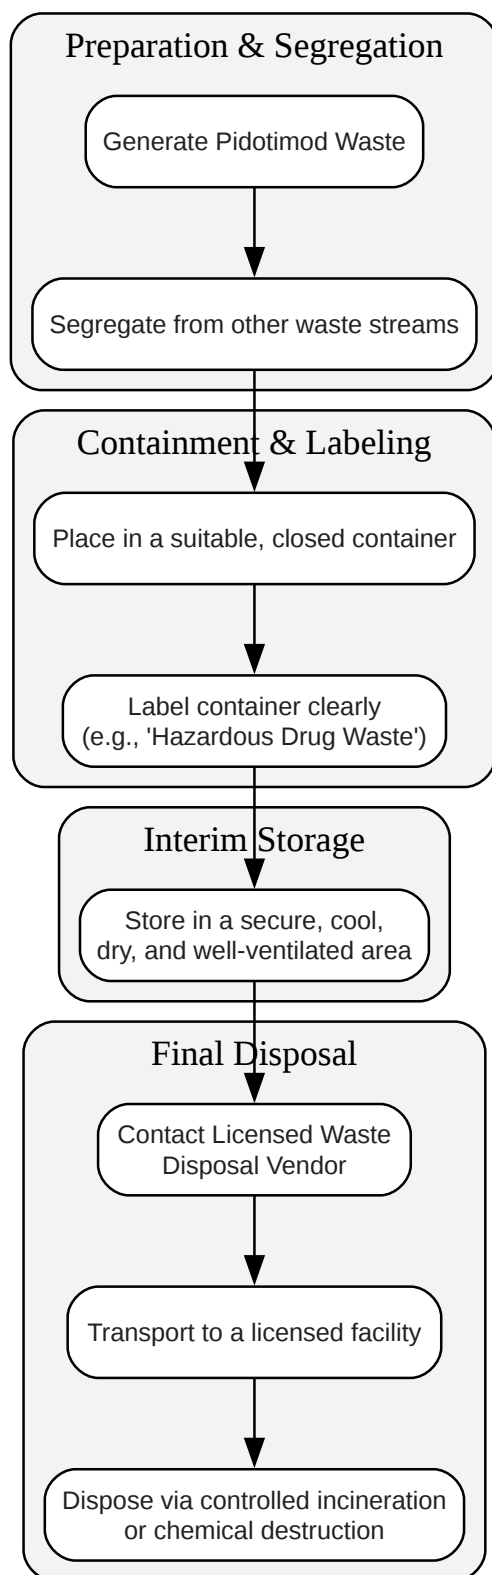 Preparation & Segregation
Generate Pidotimod Waste
Segregate from other waste streams
Containment & Labeling
Place in a suitable, closed container
Label container clearly
(e.g., 'Hazardous Drug Waste')
Interim Storage
Store in a secure, cool,
dry, and well-ventilated area
Final Disposal
Contact Licensed Waste
Disposal Vendor
Transport to a licensed facility
Dispose via controlled incineration
or chemical destruction